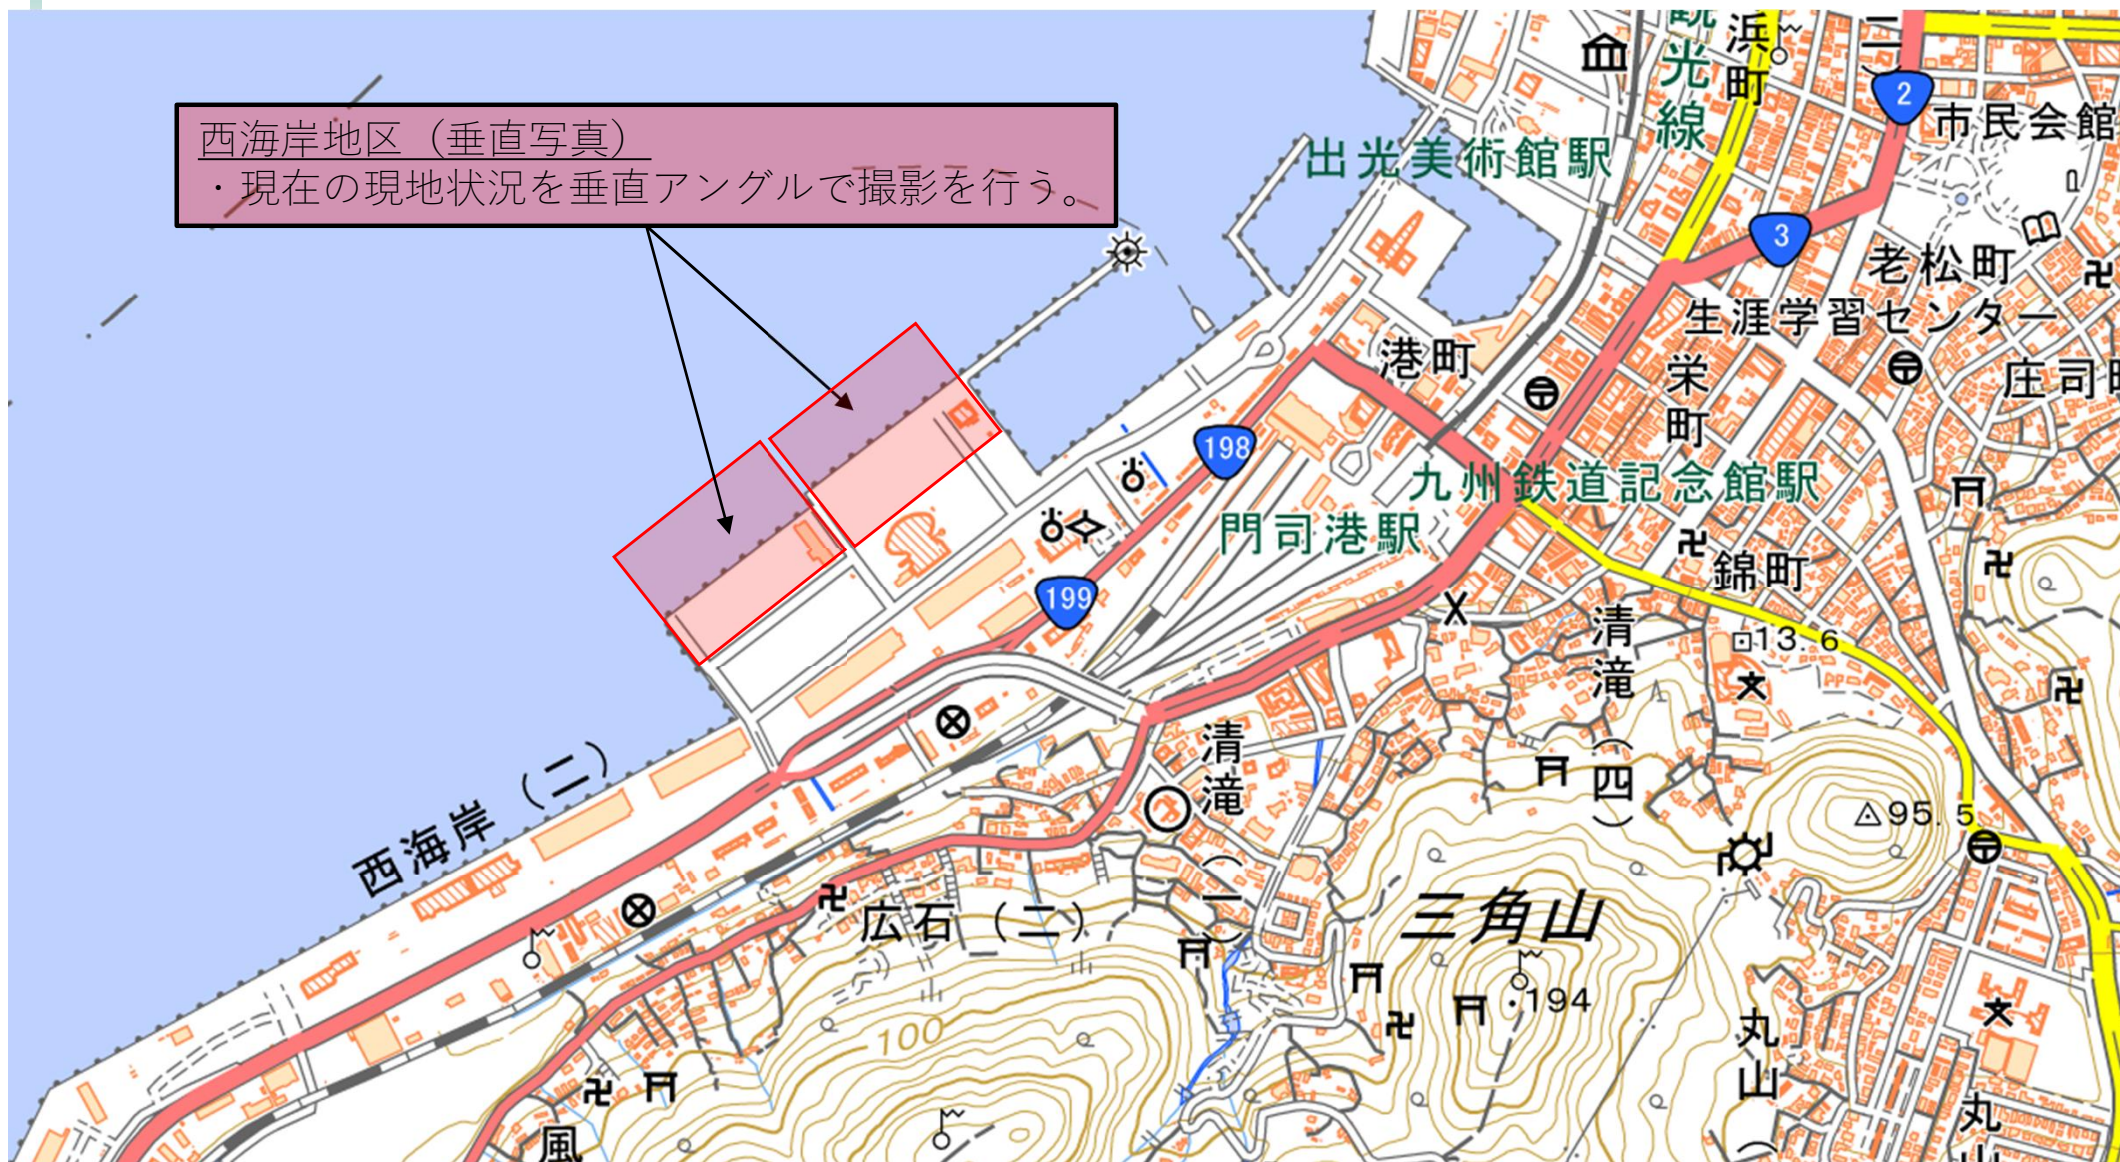 西海岸地区（垂直写真）
・現在の現地状況を垂直アングルで撮影を行う。
観光線
浜町
二
2
市民会館
出光美術館駅
3
老松町
生涯学習センター
港町
栄町
庄司町
198
九州鉄道記念館駅
門司港駅
錦町
199
清滝（四）
13.6
清滝（一）
西海岸（二）
95.5
広石（二）
三角山
194
100
丸山（
丸山
風